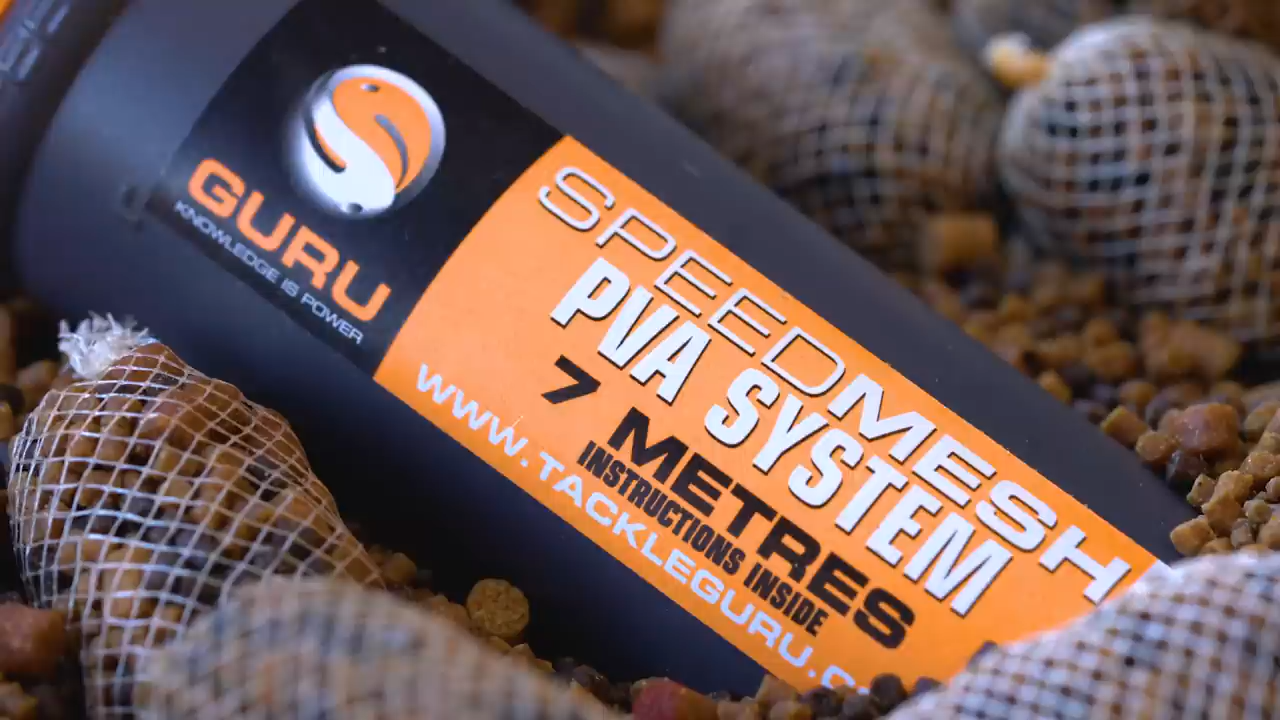 GURU
KNOWLEDGE IS POWER
SPEEDMESH
PVA SYSTEM
7 METRES
INSTRUCTIONS INSIDE
WWW.TACKLEGURU.C